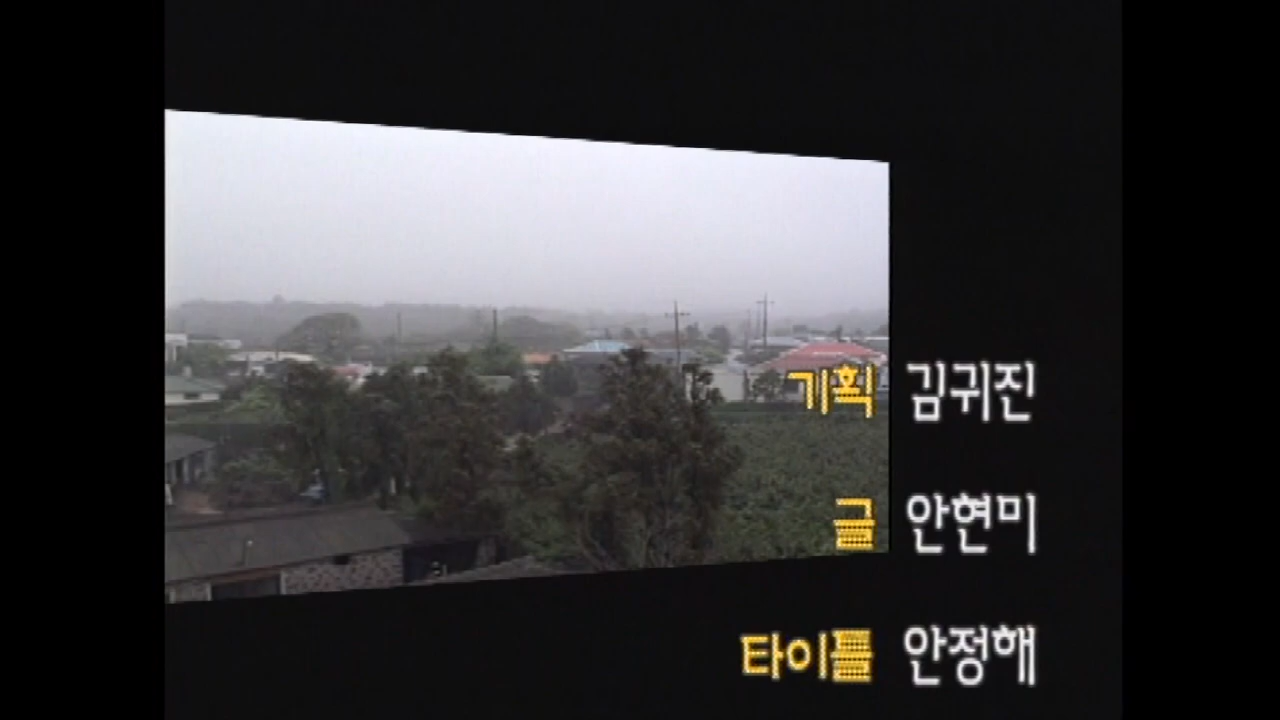 기획 김귀진
글 안현미
타이틀 안정해